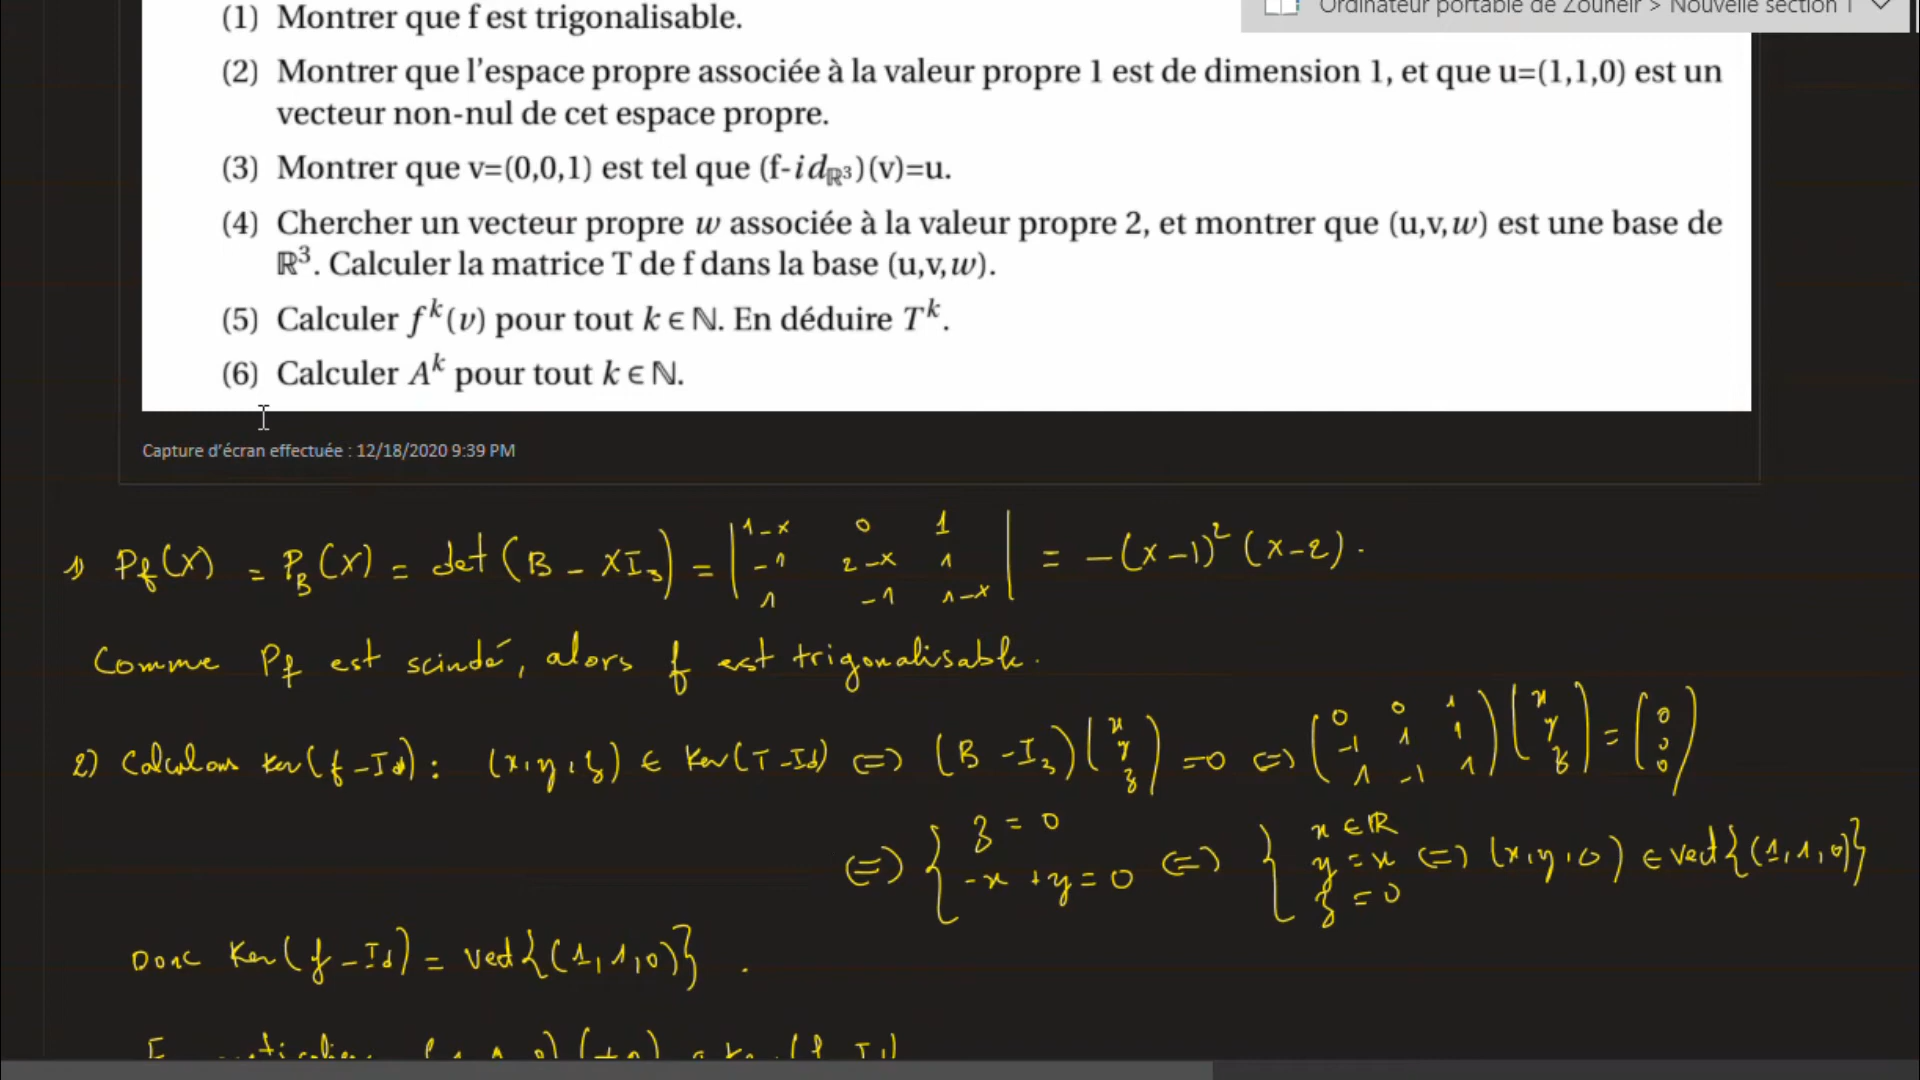 (1) Montrer que f est trigonalisable.
Ordinateur portable de Zouheir > Nouvelle section 1
(2) Montrer que l'espace propre associée à la valeur propre 1 est de dimension 1, et que u=(1,1,0) est un
vecteur non-nul de cet espace propre.
(3) Montrer que v=(0,0,1) est tel que (f-id_ℝ³)(v)=u.
(4) Chercher un vecteur propre w associée à la valeur propre 2, et montrer que (u,v,w) est une base de
ℝ³. Calculer la matrice T de f dans la base (u,v,w).
(5) Calculer f^k(v) pour tout k ∈ ℕ. En déduire T^k.
(6) Calculer A^k pour tout k ∈ ℕ.
Capture d'écran effectuée : 12/18/2020 9:39 PM
1) Pf(X) = P_B(X) = det(B - XI₃) = | 1-x 0 1 ; -1 2-x 1 ; 1 -1 1-x | = -(x-1)²(x-2).
Comme Pf est scindé, alors f est trigonalisable.
2) Calculons ker(f-Id) : (x,y,z) ∈ Ker(T-Id) ⟺ (B - I₃)(x y z) = 0 ⟺ (0 0 1 ; -1 1 1 ; 1 -1 1)(x y z) = (0 0 0)
⟺ { z = 0 ; -x + y = 0 ⟺ { x ∈ ℝ ; y = x ; z = 0 ⟺ (x,y,0) ∈ vect{(1,1,0)}
Donc Ker(f-Id) = vect{(1,1,0)}.